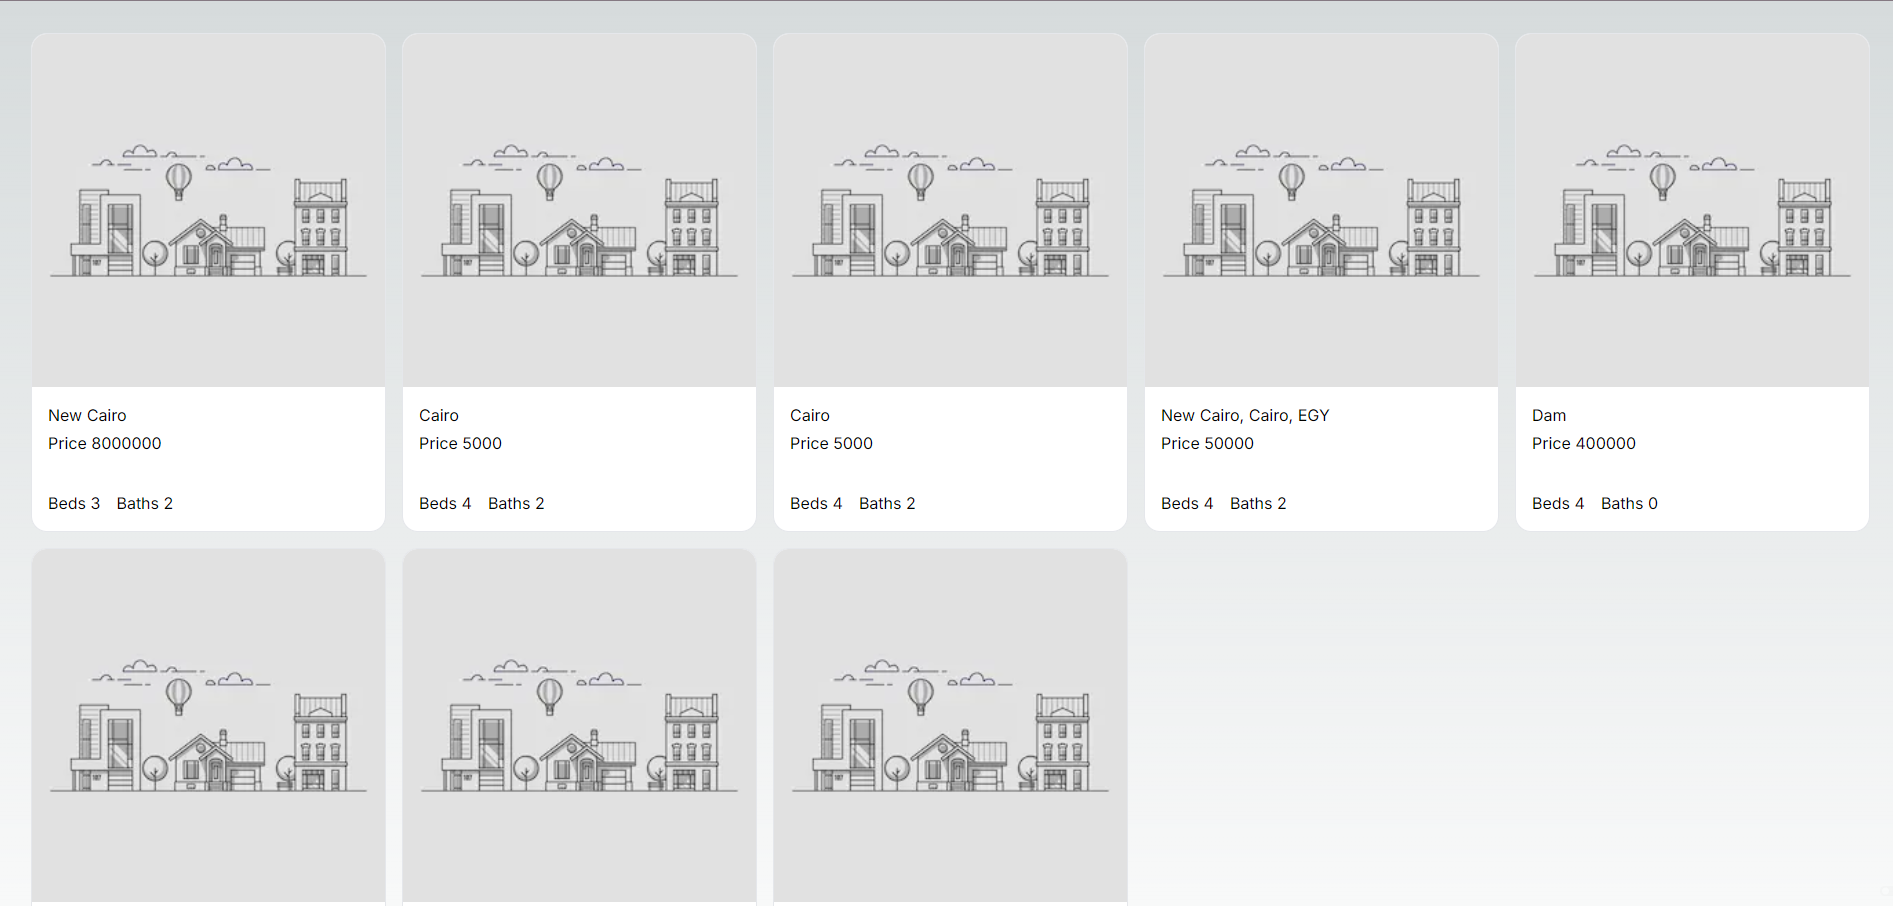 New Cairo
Price 8000000
Beds 3 Baths 2
Cairo
Price 5000
Beds 4 Baths 2
Cairo
Price 5000
Beds 4 Baths 2
New Cairo, Cairo, EGY
Price 50000
Beds 4 Baths 2
Dam
Price 400000
Beds 4 Baths 0